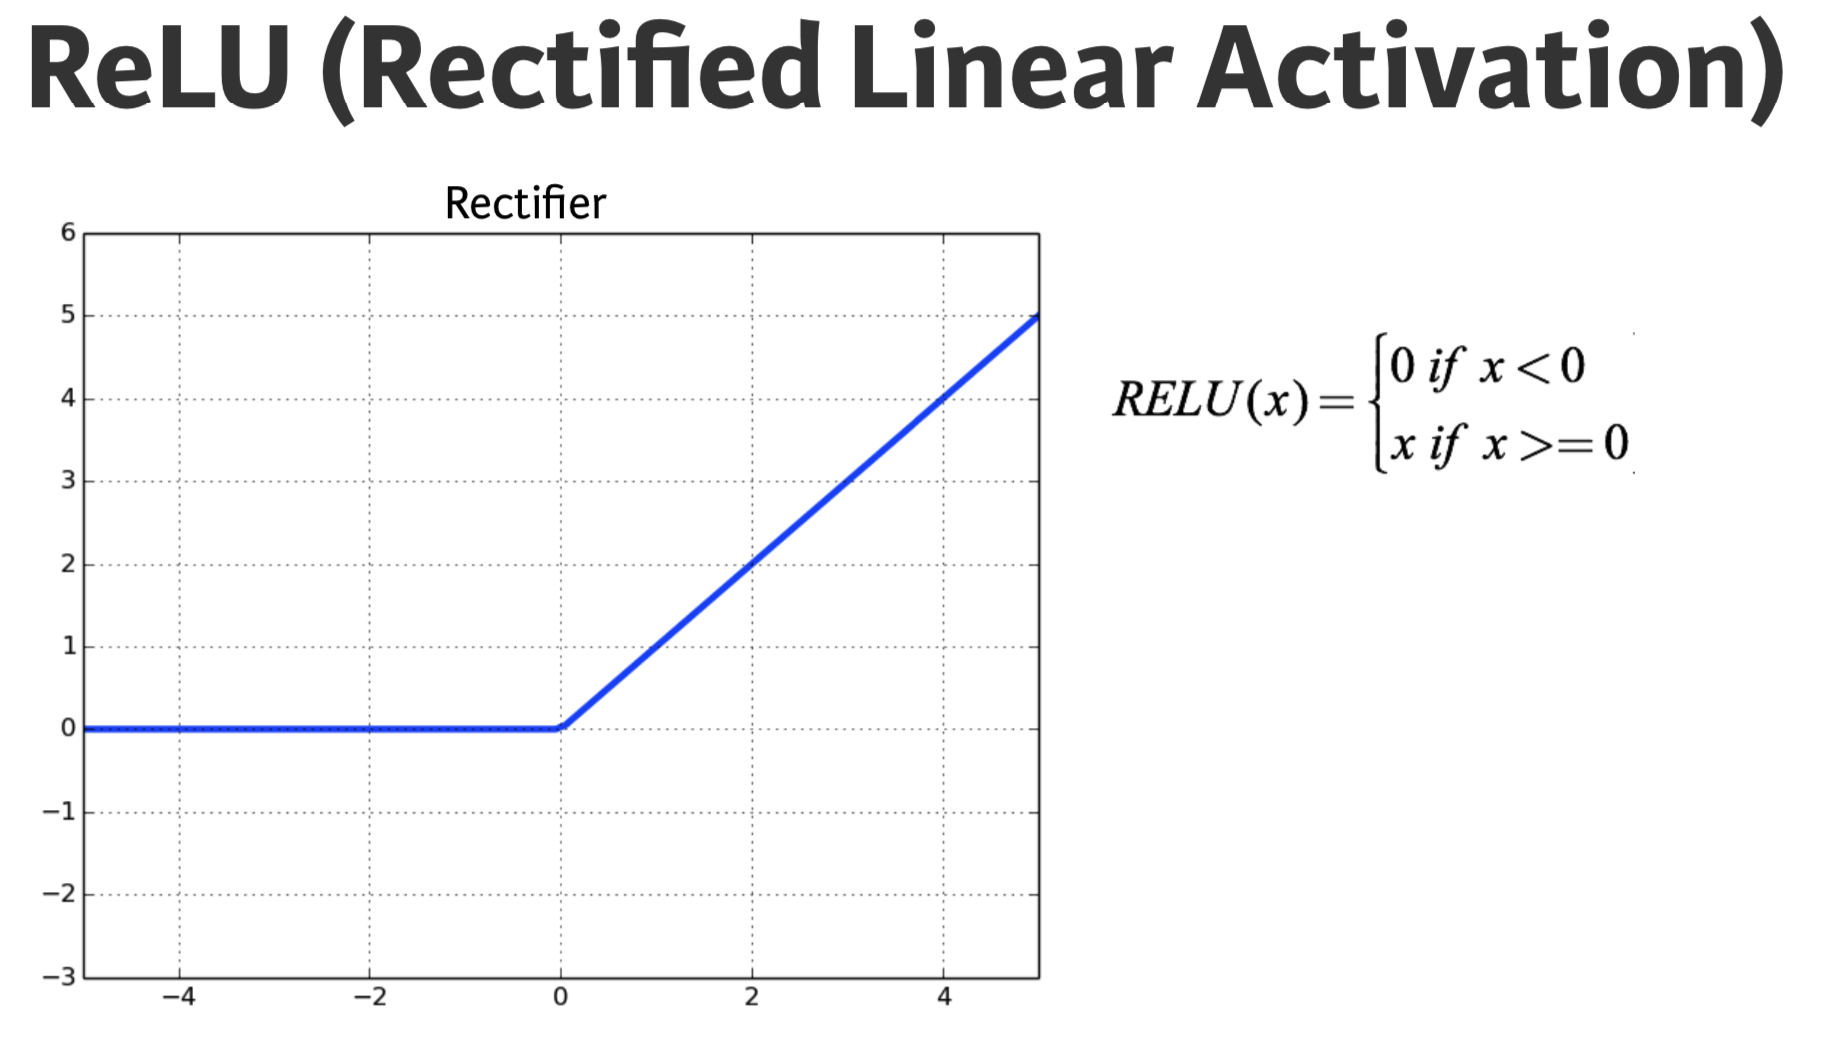 ReLU (Rectified Linear Activation)
Rectifier
6
5
4
3
2
1
0
−1
−2
−3
−4 −2 0 2 4
RELU(x) = { 0 if x < 0
x if x >= 0